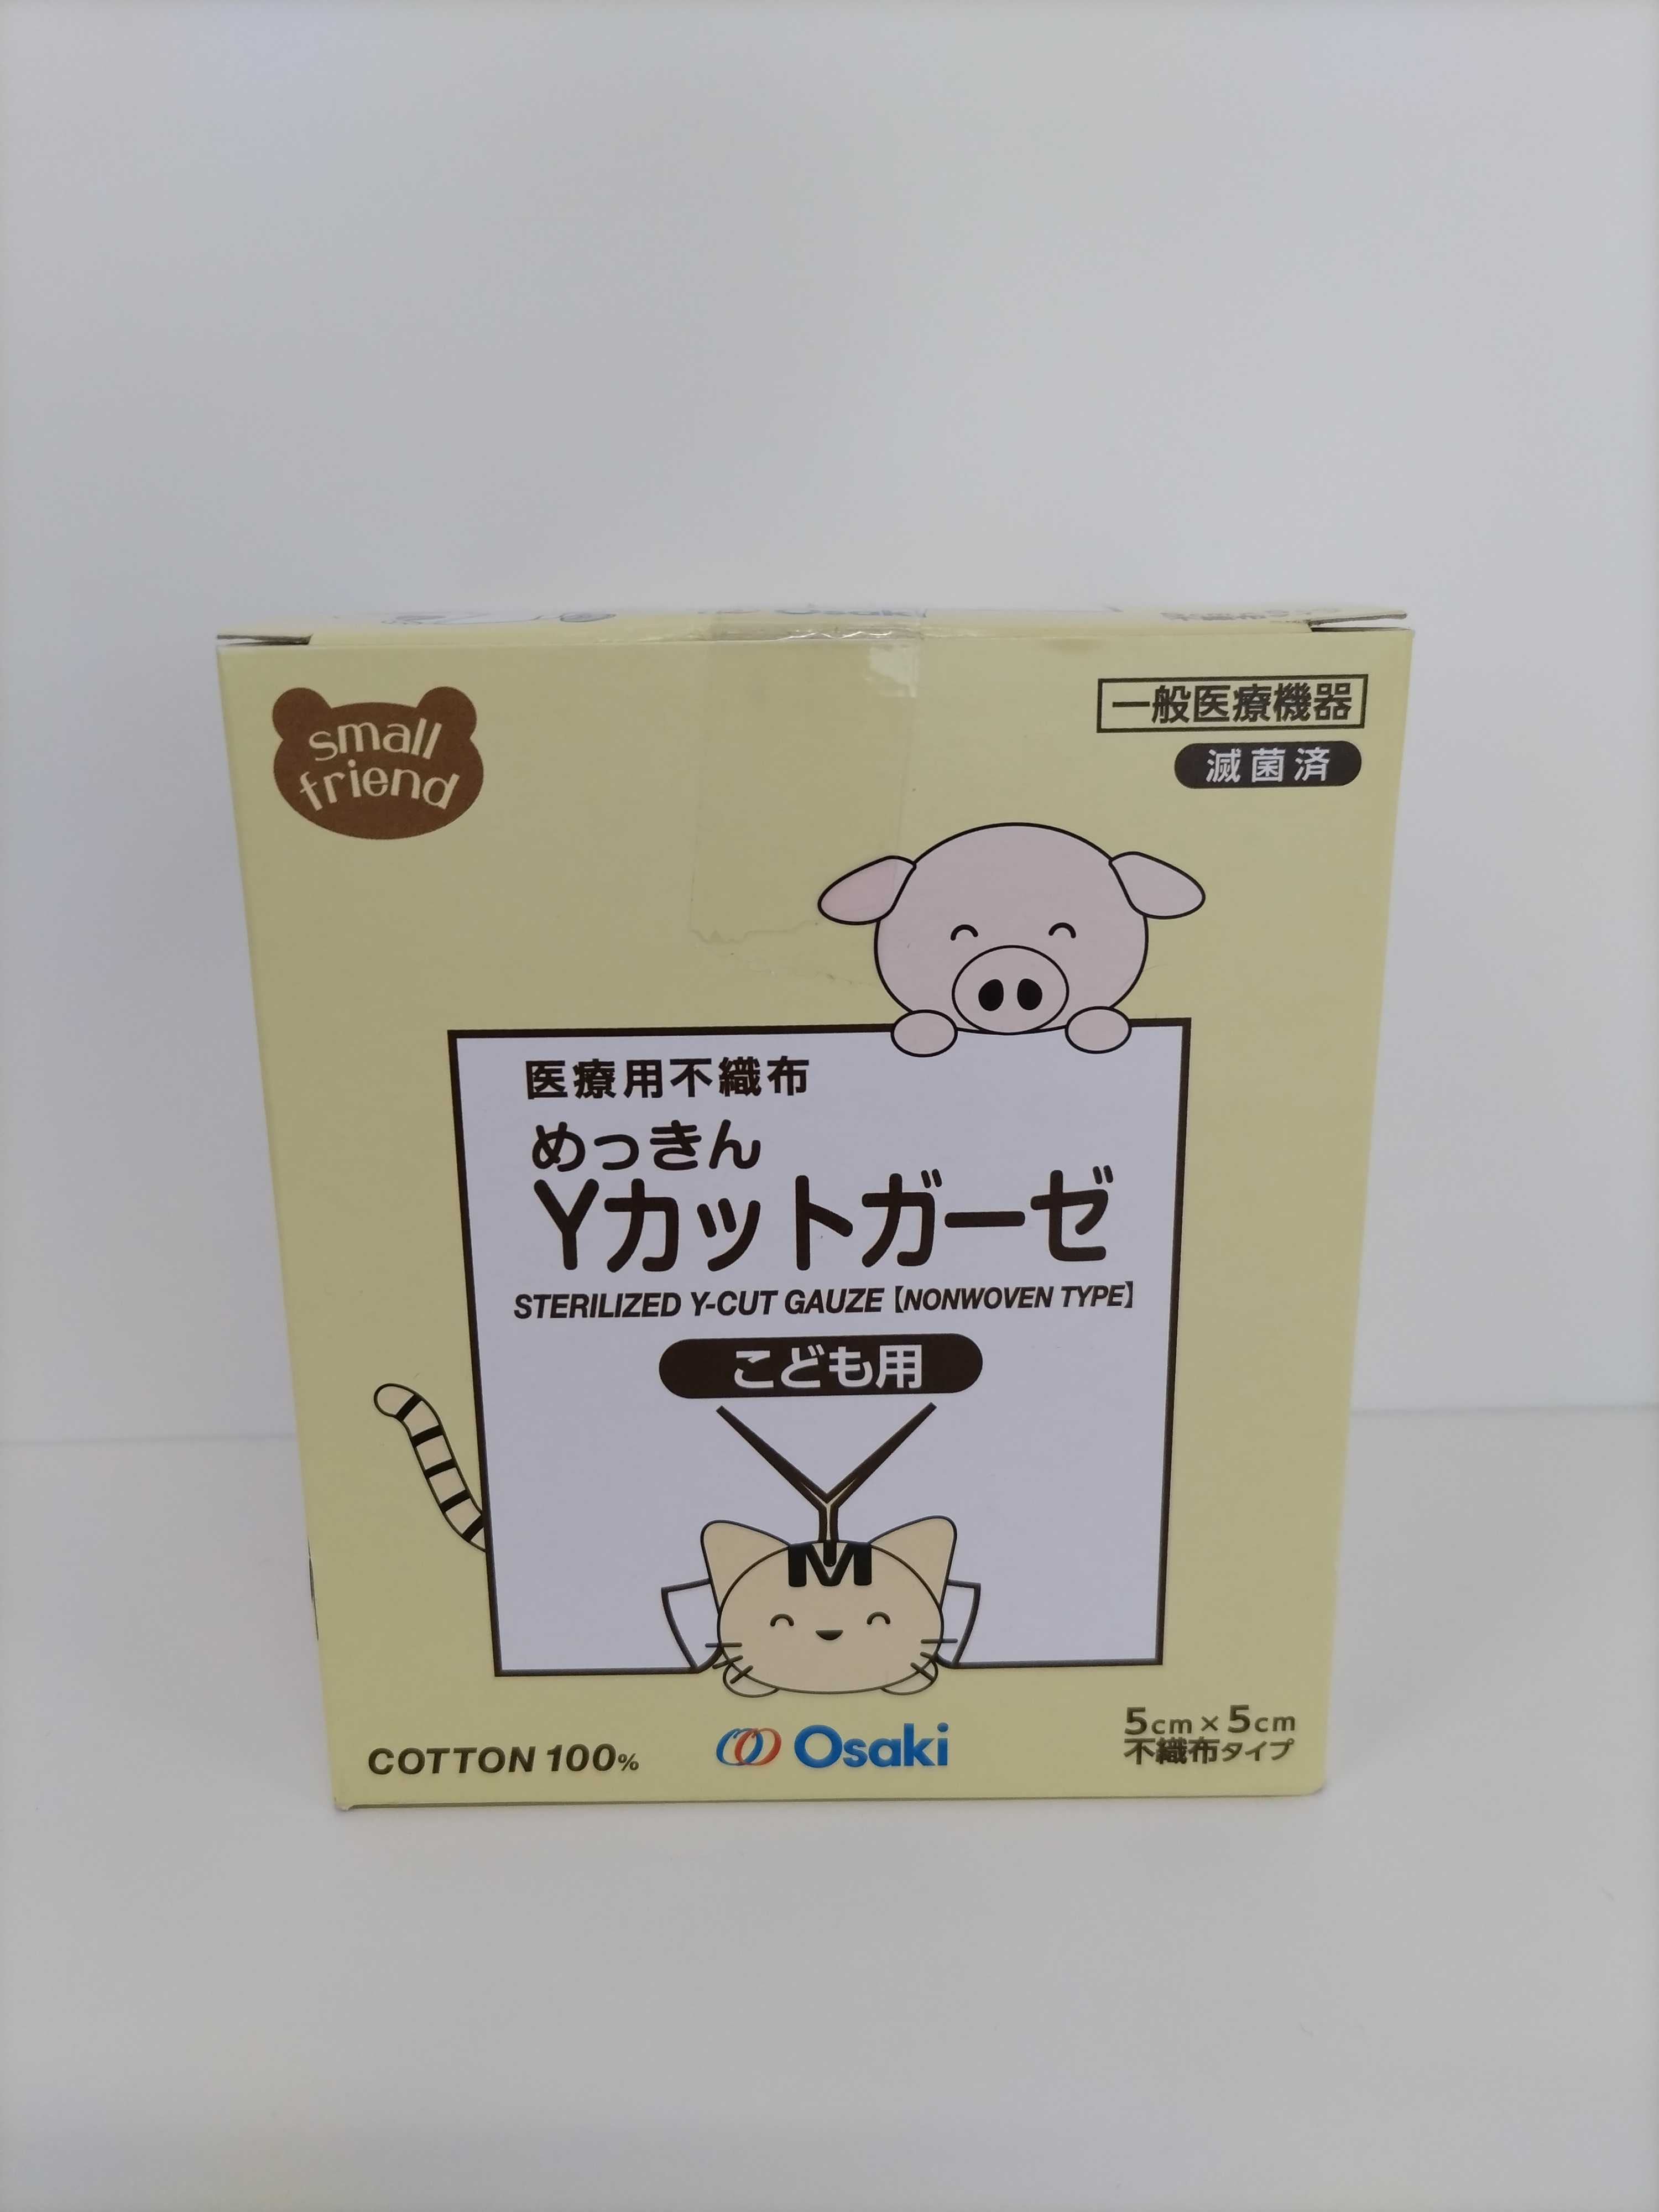 Osaki
small
friend
一般医療機器
滅菌済
医療用不織布
めっきん
Yカットガーゼ
STERILIZED Y-CUT GAUZE【NONWOVEN TYPE】
こども用
M
COTTON 100%
Osaki
5cm×5cm
不織布タイプ